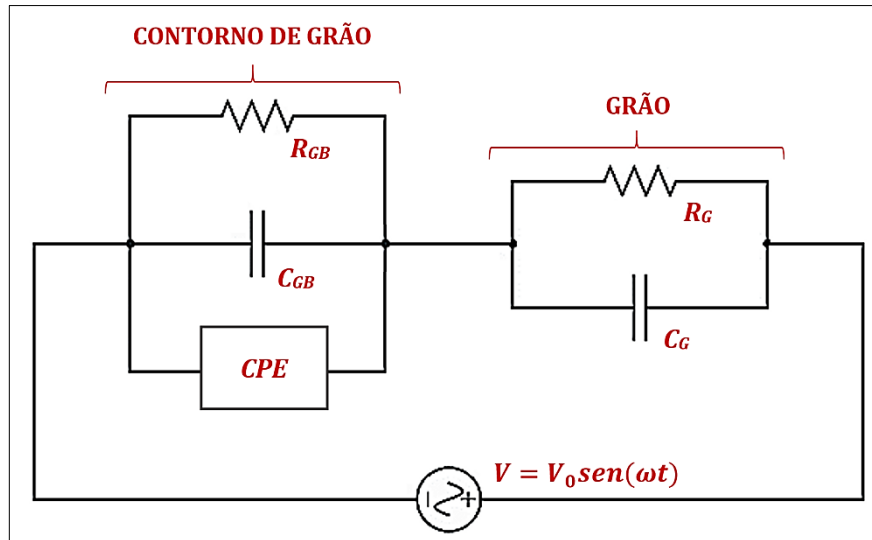 CONTORNO DE GRÃO
GRÃO
R_GB
R_G
C_GB
C_G
CPE
V = V₀sen(ωt)